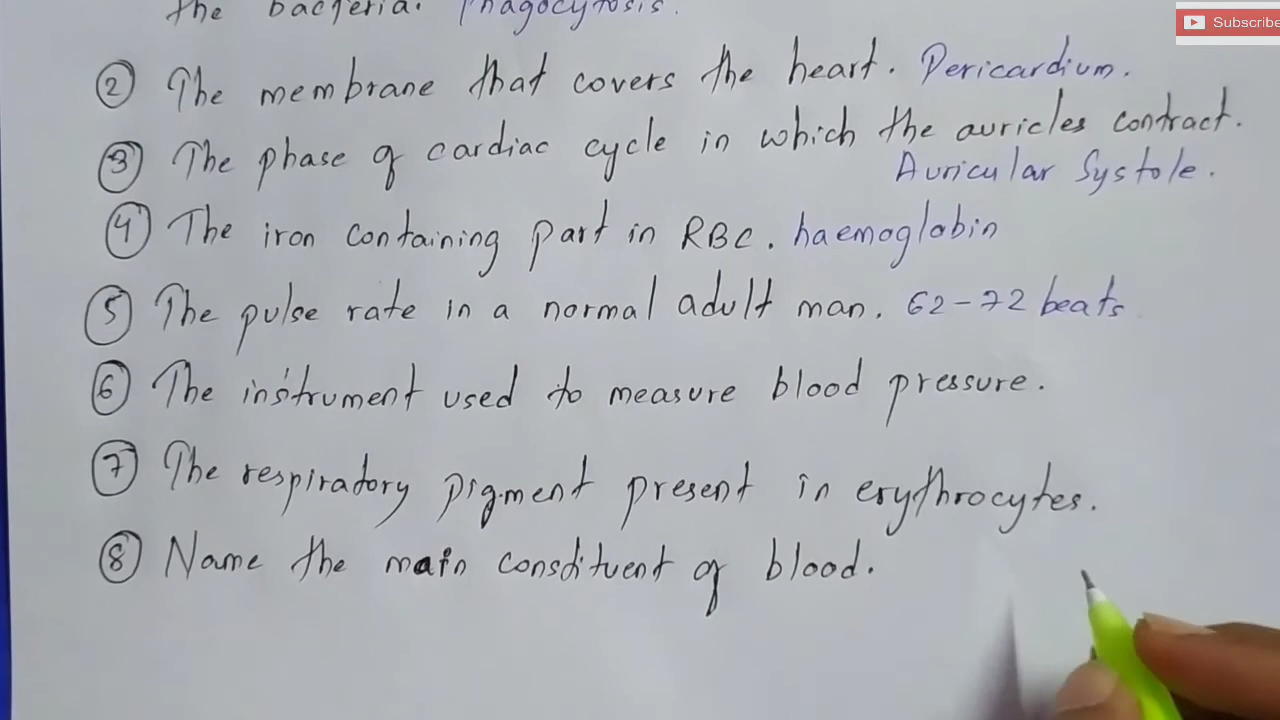 the bacteria. Phagocytosis.
Subscribe
② The membrane that covers the heart. Pericardium.
③ The phase of cardiac cycle in which the auricles contract.
Auricular Systole.
④ The iron containing part in RBC. haemoglobin
⑤ The pulse rate in a normal adult man. 62-72 beats
⑥ The instrument used to measure blood pressure.
⑦ The respiratory pigment present in erythrocytes.
⑧ Name the main constituent of blood.